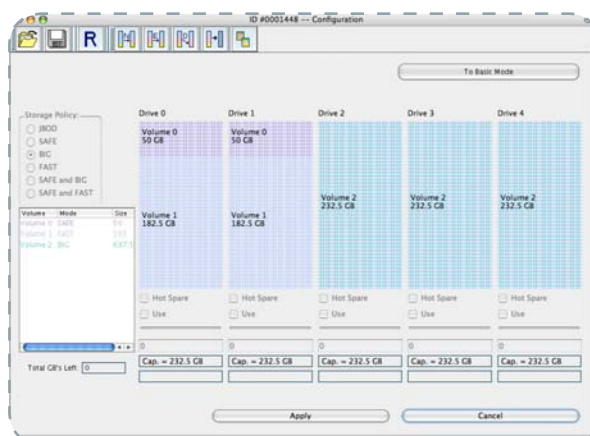 ID #0001448 -- Configuration
R
To Basic Mode
Storage Policy:
JBOD
SAFE
BIG
FAST
SAFE and BIG
SAFE and FAST
Drive 0
Drive 1
Drive 2
Drive 3
Drive 4
Volume 0
50 GB
Volume 0
50 GB
Volume 1
182.5 GB
Volume 1
182.5 GB
Volume 2
232.5 GB
Volume 2
232.5 GB
Volume 2
232.5 GB
Volume Mode Size
Volume 0 SAFE 50
Volume 1 FAST
Volume 2 BIG 697.5
Hot Spare
Hot Spare
Hot Spare
Hot Spare
Hot Spare
Use
Use
Use
Use
Use
0
0
0
0
0
Cap. = 232.5 GB
Cap. = 232.5 GB
Cap. = 232.5 GB
Cap. = 232.5 GB
Cap. = 232.5 GB
Total GB's Left: 0
Apply
Cancel